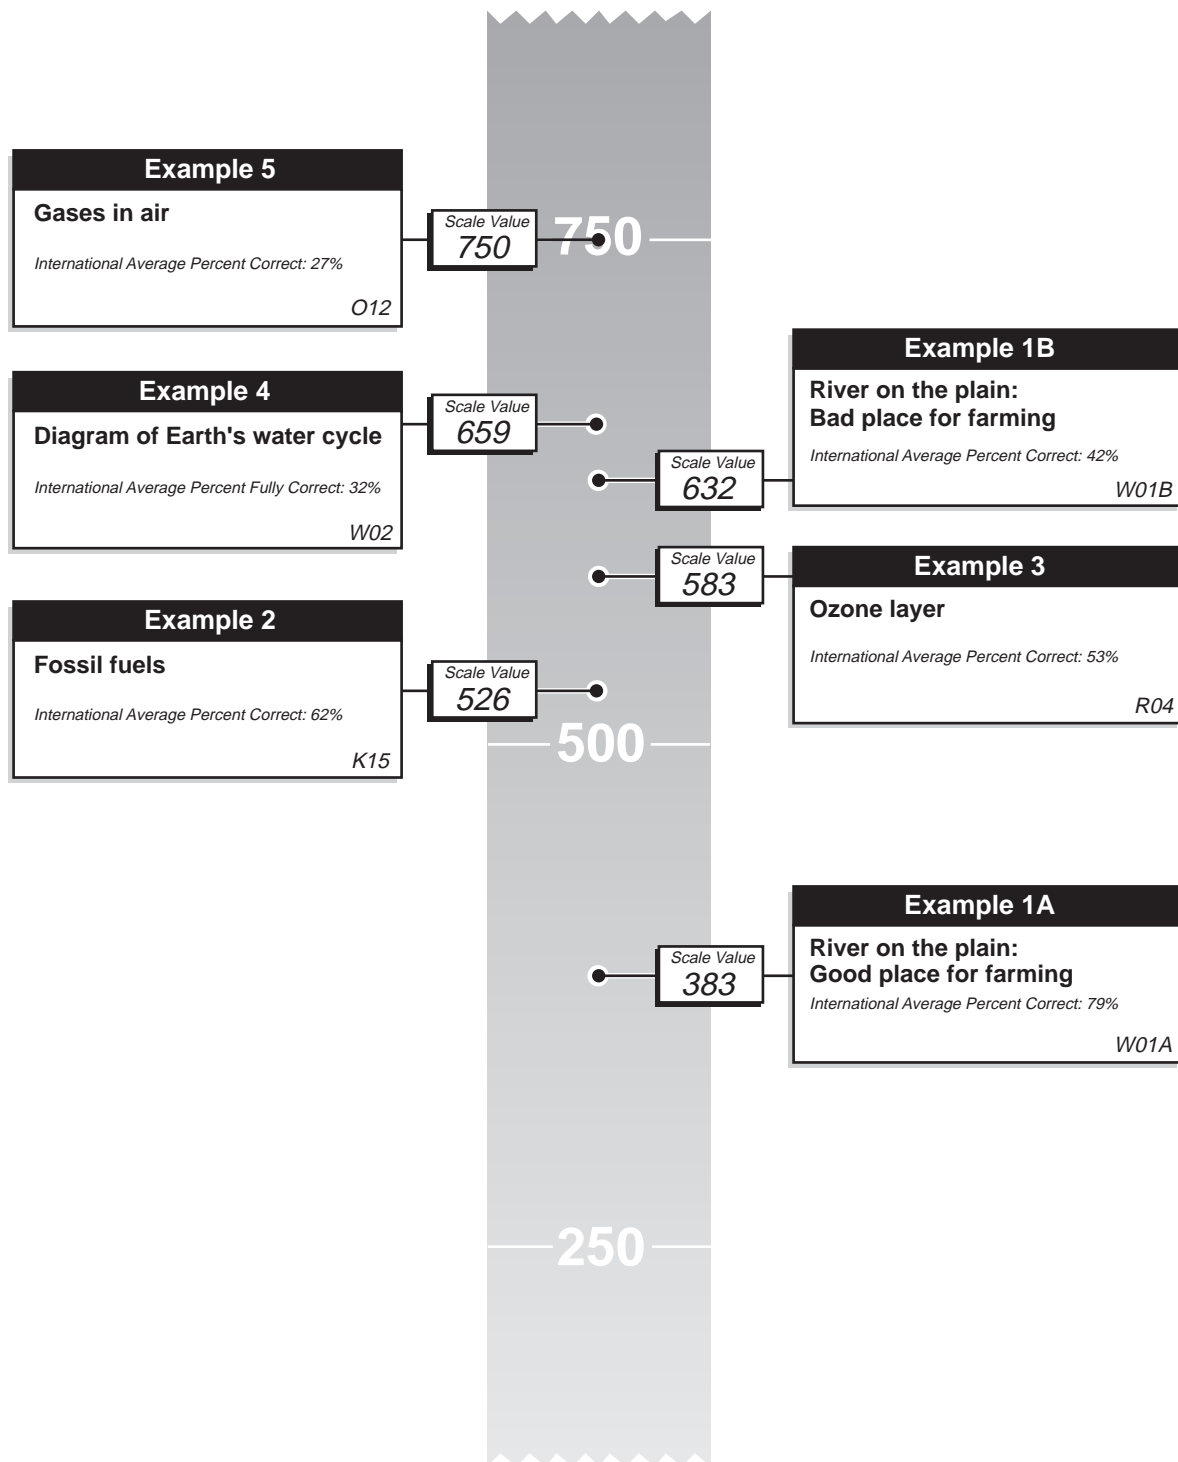 Example 5
Gases in air
International Average Percent Correct: 27%
O12
Scale Value
750
750
Example 1B
River on the plain:
Bad place for farming
International Average Percent Correct: 42%
W01B
Scale Value
632
Example 4
Diagram of Earth's water cycle
International Average Percent Fully Correct: 32%
W02
Scale Value
659
Example 3
Ozone layer
International Average Percent Correct: 53%
R04
Scale Value
583
Example 2
Fossil fuels
International Average Percent Correct: 62%
K15
Scale Value
526
500
Example 1A
River on the plain:
Good place for farming
International Average Percent Correct: 79%
W01A
Scale Value
383
250